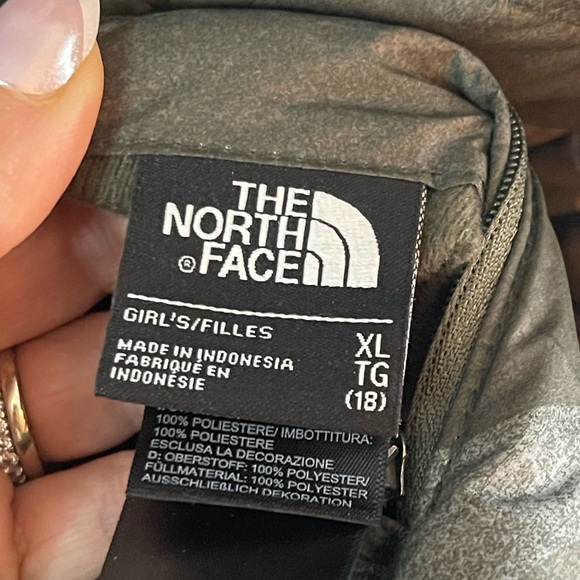 THE
NORTH
® FACE
GIRL'S/FILLES
XL
MADE IN INDONESIA
TG
FABRIQUÉ EN
INDONÉSIE
(18)
100% POLIESTERE/ IMBOTTITURA:
100% POLIESTERE
ESCLUSA LA DECORAZIONE
D: OBERSTOFF: 100% POLYESTER/
FÜLLMATERIAL: 100% POLYESTER
AUSSCHLIEßLICH DEKORATION